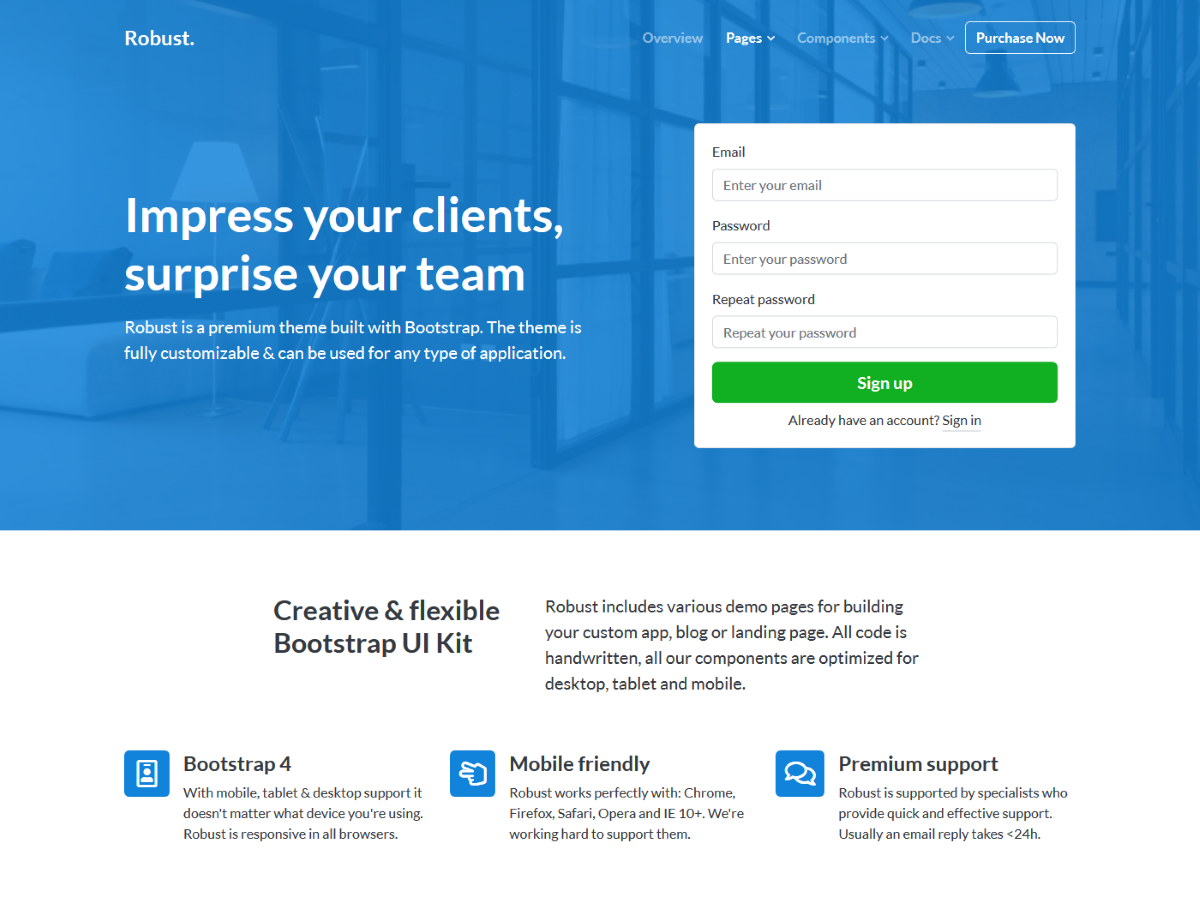 Robust.
Overview Pages Components Docs Purchase Now
Impress your clients,
surprise your team
Robust is a premium theme built with Bootstrap. The theme is
fully customizable & can be used for any type of application.
Email
Enter your email
Password
Enter your password
Repeat password
Repeat your password
Sign up
Already have an account? Sign in
Creative & flexible
Bootstrap UI Kit
Robust includes various demo pages for building
your custom app, blog or landing page. All code is
handwritten, all our components are optimized for
desktop, tablet and mobile.
Bootstrap 4
With mobile, tablet & desktop support it
doesn't matter what device you're using.
Robust is responsive in all browsers.
Mobile friendly
Robust works perfectly with: Chrome,
Firefox, Safari, Opera and IE 10+. We're
working hard to support them.
Premium support
Robust is supported by specialists who
provide quick and effective support.
Usually an email reply takes <24h.